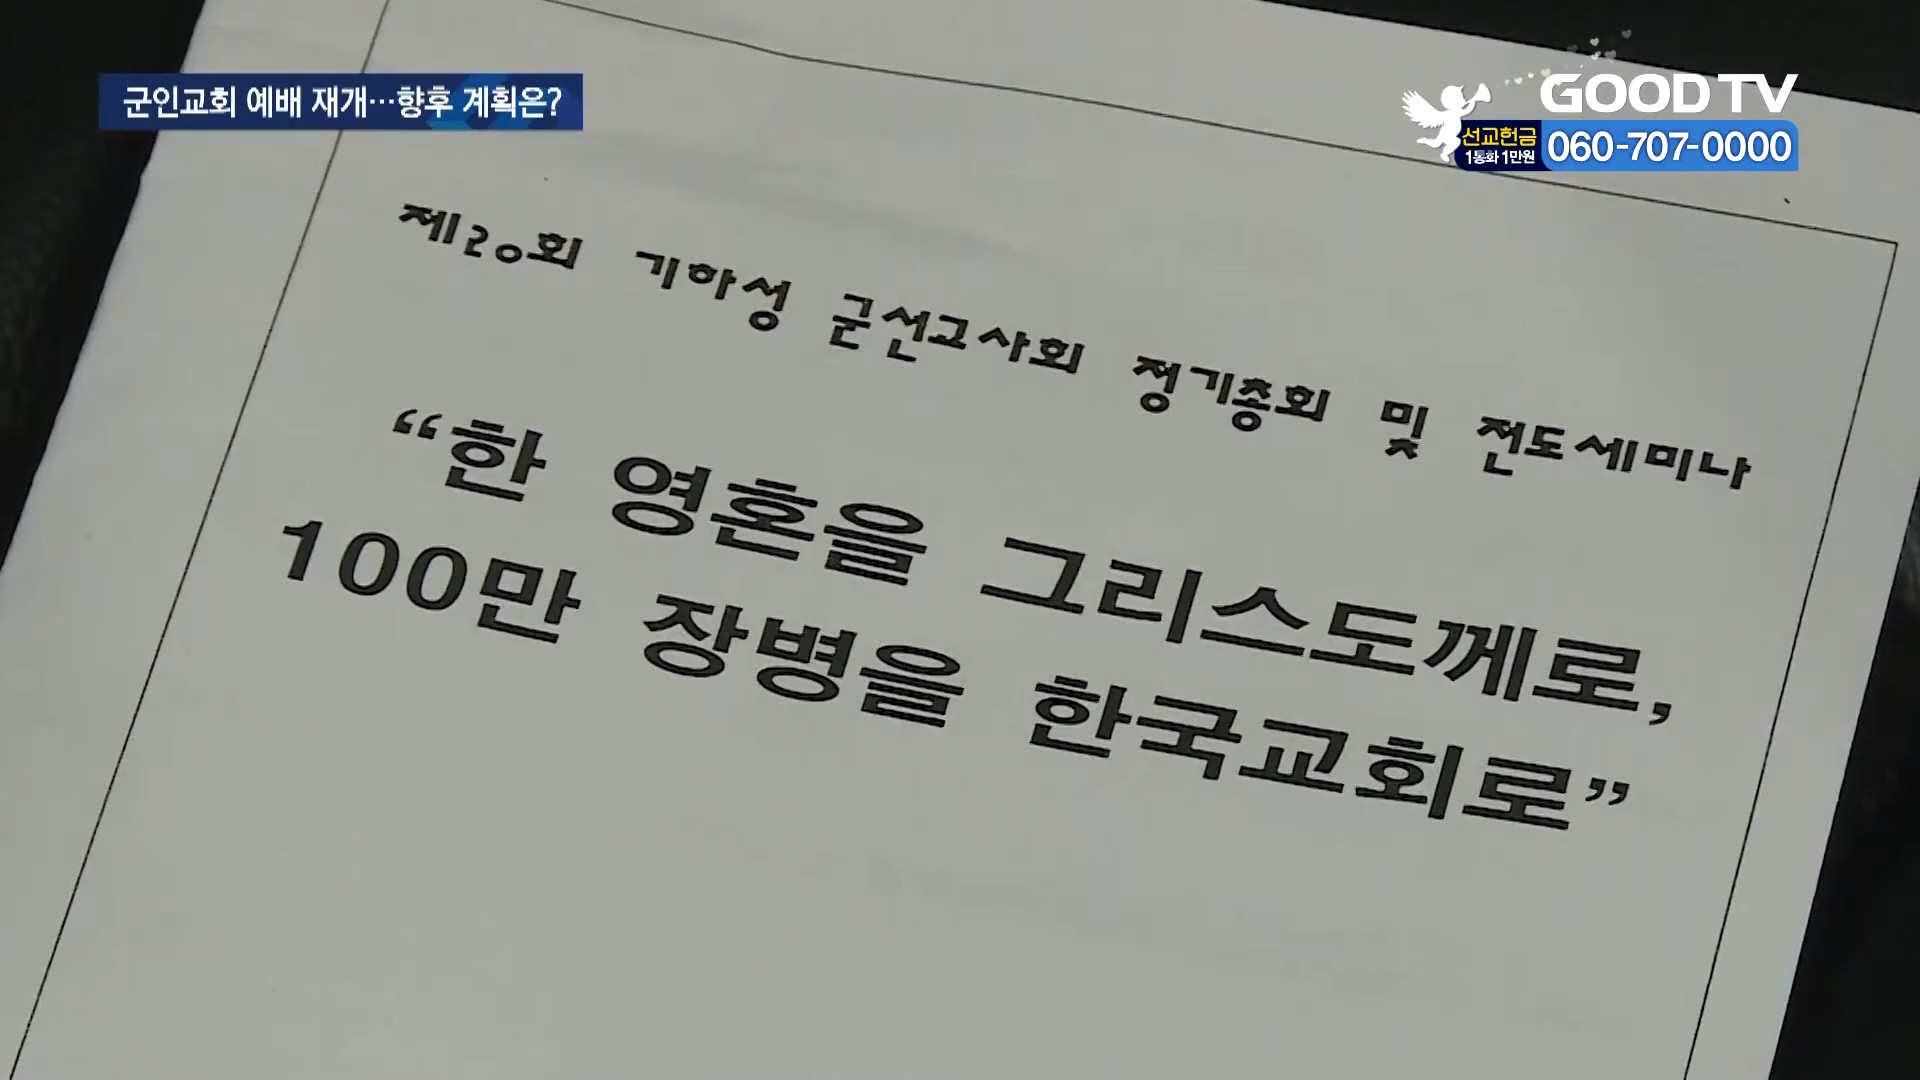 군인교회 예배 재개…향후 계획은?
GOODTV
선교헌금
1통화 1만원
060-707-0000
제20회 기하성 군선교사회 정기총회 및 전도세미나
“한 영혼을 그리스도께로,
100만 장병을 한국교회로”